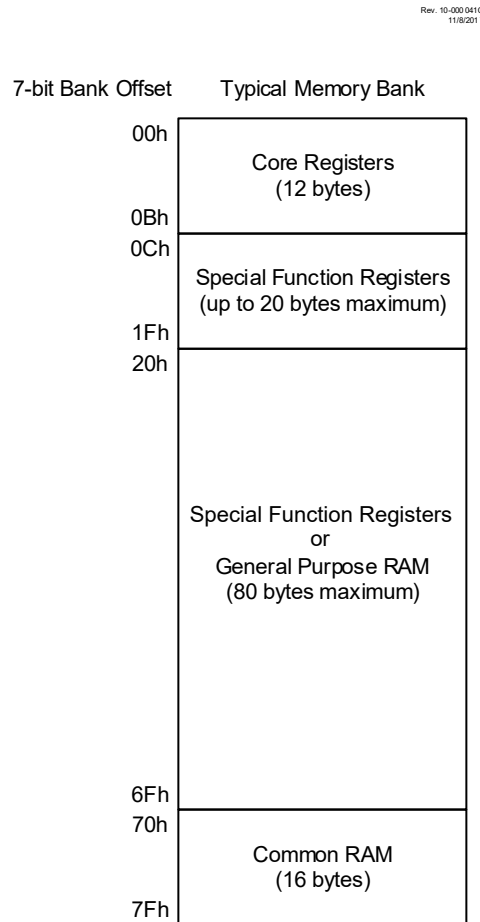 Rev. 10-000 0410
11/8/201
7-bit Bank Offset Typical Memory Bank
00h
Core Registers
(12 bytes)
0Bh
0Ch
Special Function Registers
(up to 20 bytes maximum)
1Fh
20h
Special Function Registers
or
General Purpose RAM
(80 bytes maximum)
6Fh
70h
Common RAM
(16 bytes)
7Fh